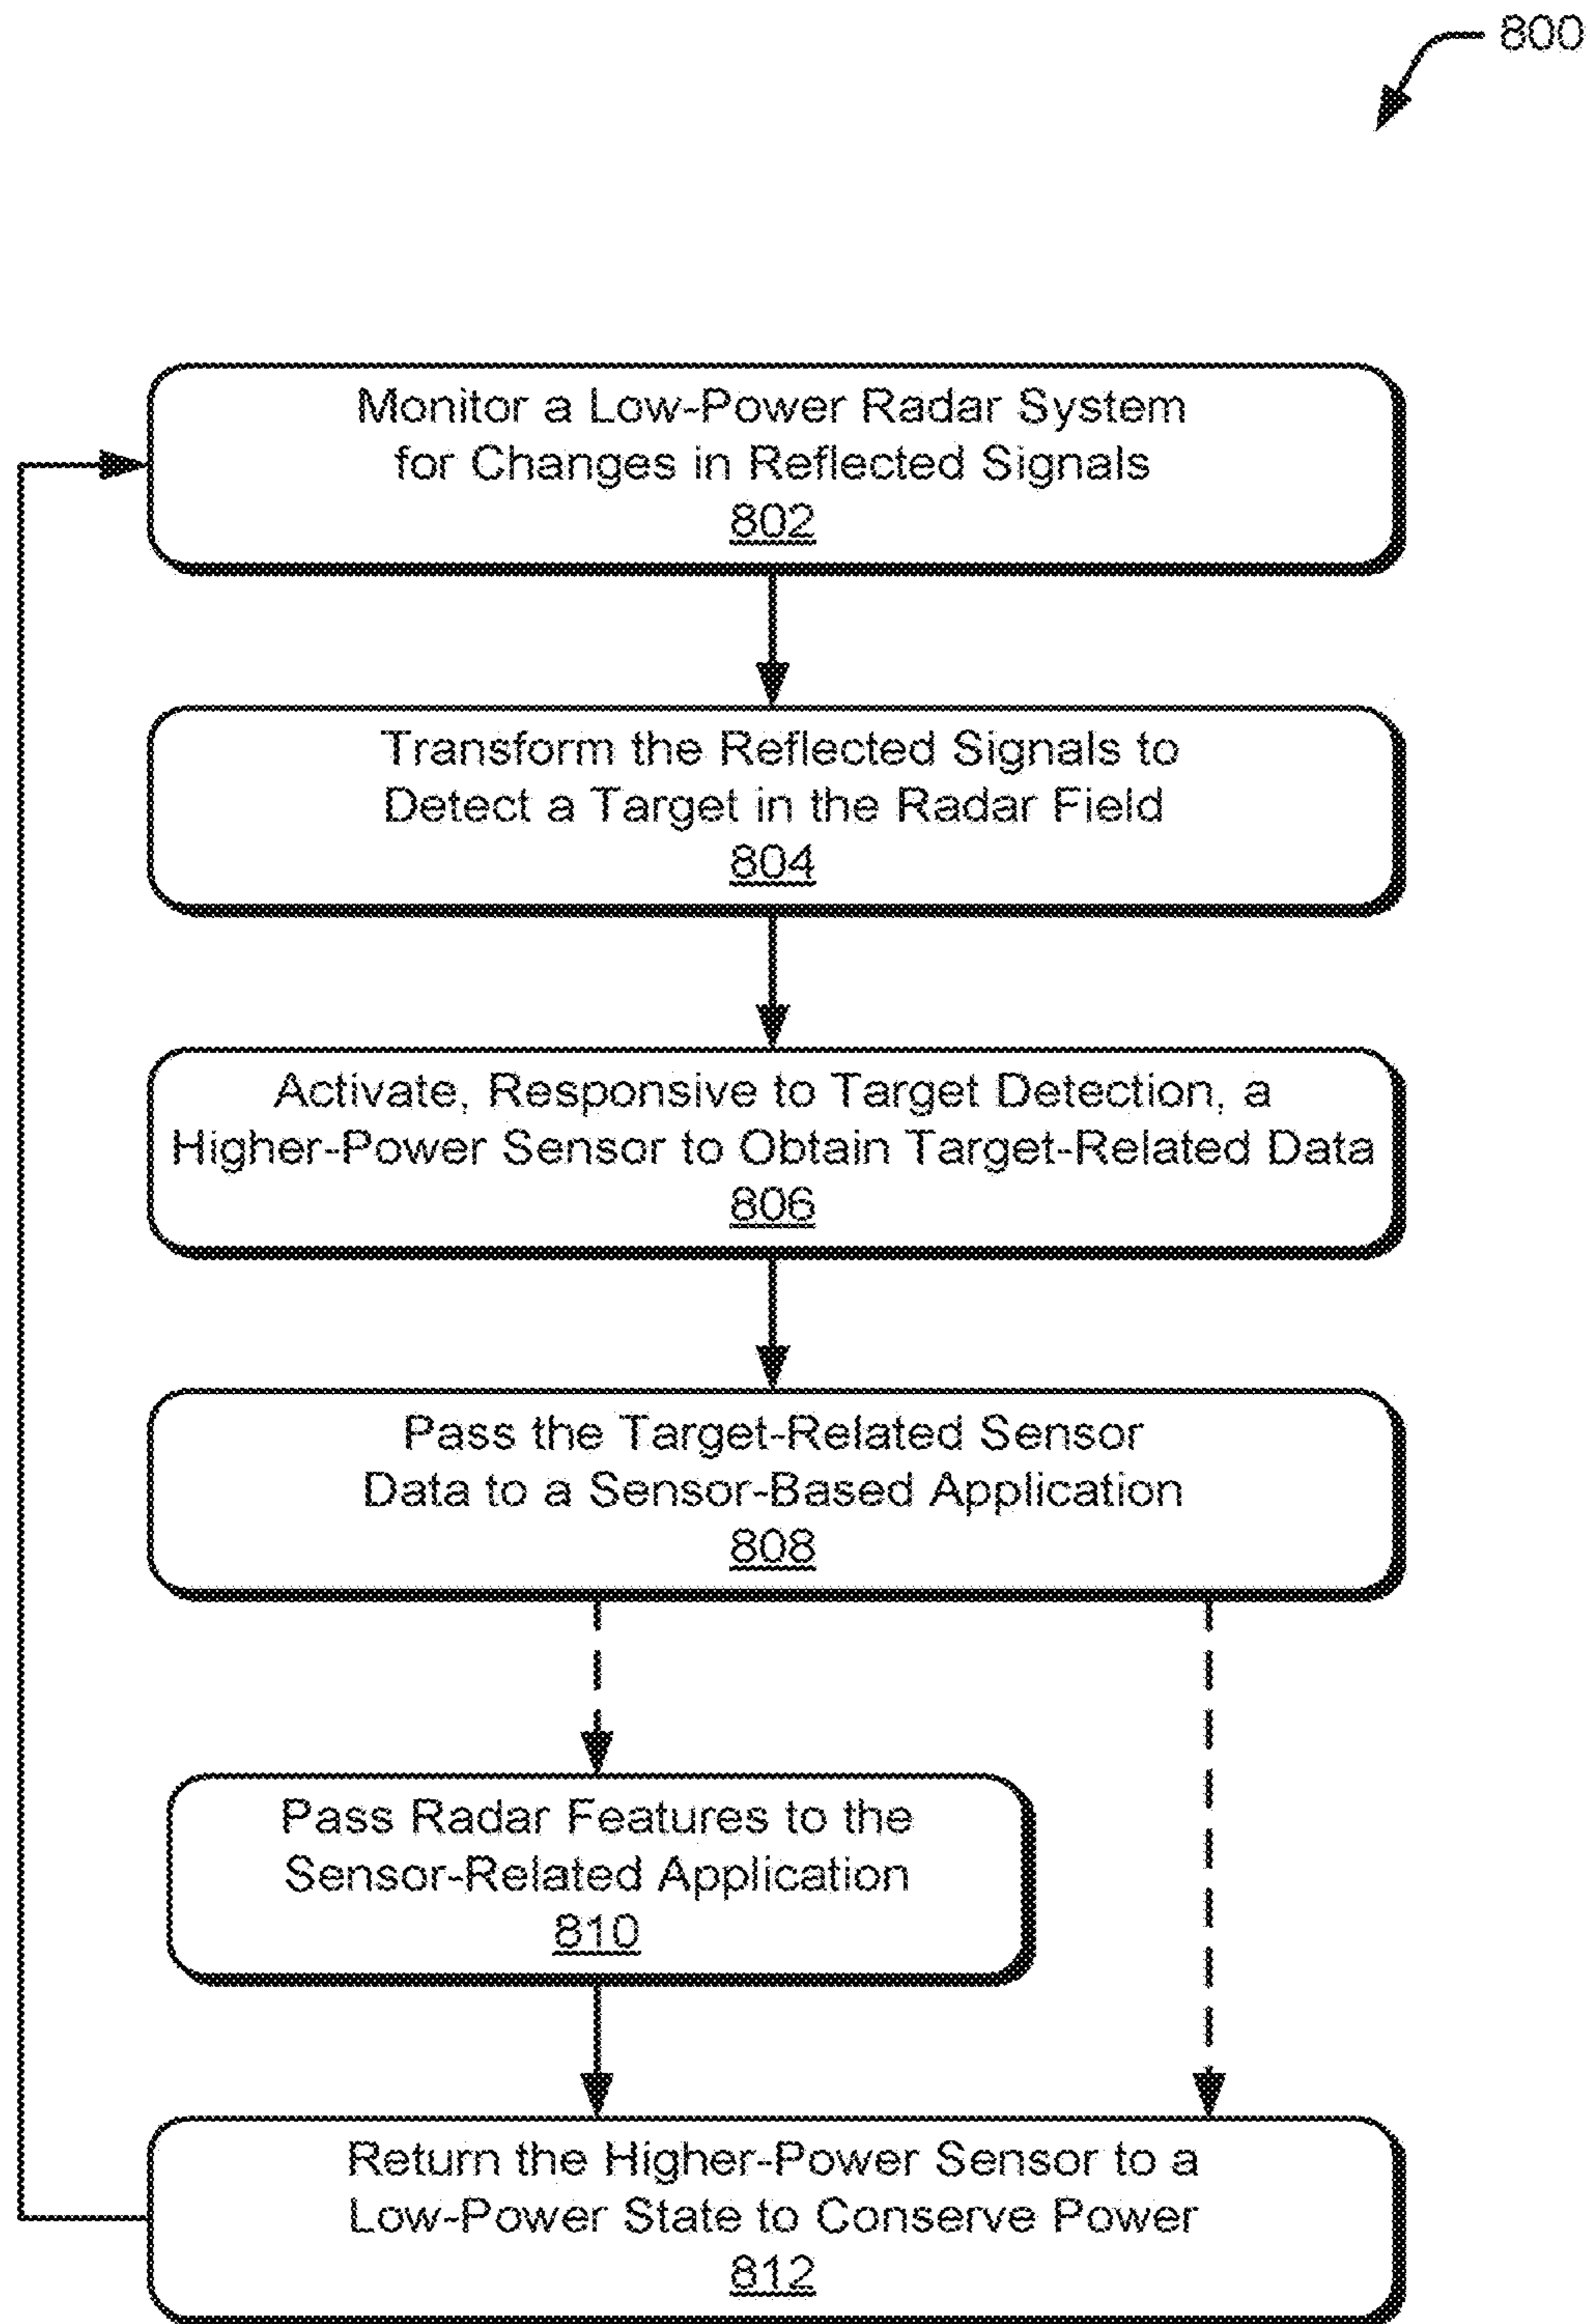 800
Monitor a Low-Power Radar System
for Changes in Reflected Signals
802
Transform the Reflected Signals to
Detect a Target in the Radar Field
804
Activate, Responsive to Target Detection, a
Higher-Power Sensor to Obtain Target-Related Data
806
Pass the Target-Related Sensor
Data to a Sensor-Based Application
808
Pass Radar Features to the
Sensor-Related Application
810
Return the Higher-Power Sensor to a
Low-Power State to Conserve Power
812